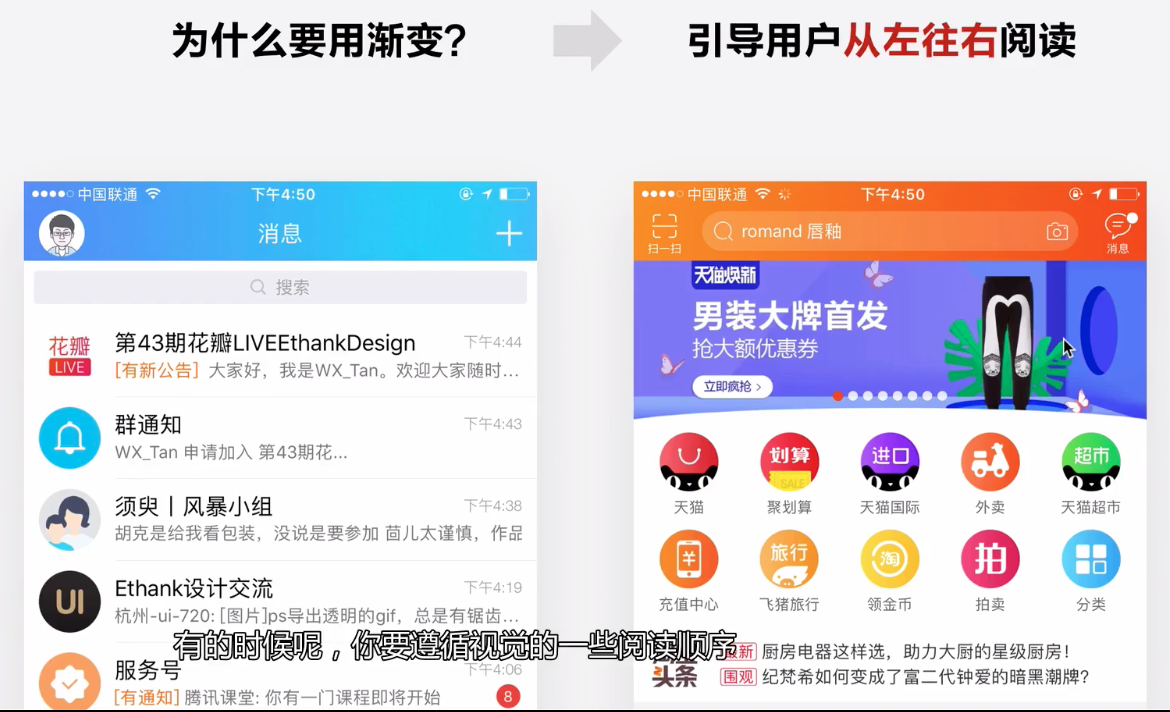 为什么要用渐变?
引导用户从左往右阅读
中国联通 下午4:50
消息
搜索
花瓣
LIVE
第43期花瓣LIVEEthankDesign 下午4:44
[有新公告] 大家好，我是WX_Tan。欢迎大家随时...
群通知 下午4:43
WX_Tan 申请加入 第43期花...
须臾丨风暴小组 下午4:38
胡克是给我看包装，没说是要参加 苗儿太谨慎，作品
UI
Ethank设计交流 下午4:19
杭州-ui-720: [图片]ps导出透明的gif，总是有锯齿...
服务号 下午4:06
[有通知] 腾讯课堂: 你有一门课程即将开始 8
中国联通 下午4:50
扫一扫
romand 唇釉
消息
天猫焕新
男装大牌首发
抢大额优惠券
立即疯抢 >
划算
SALE
进口
超市
天猫 聚划算 天猫国际 外卖 天猫超市
¥
旅行
淘
拍
充值中心 飞猪旅行 领金币 拍卖 分类
头条
最新 厨房电器这样选，助力大厨的星级厨房！
围观 纪梵希如何变成了富二代钟爱的暗黑潮牌?
有的时候呢，你要遵循视觉的一些阅读顺序